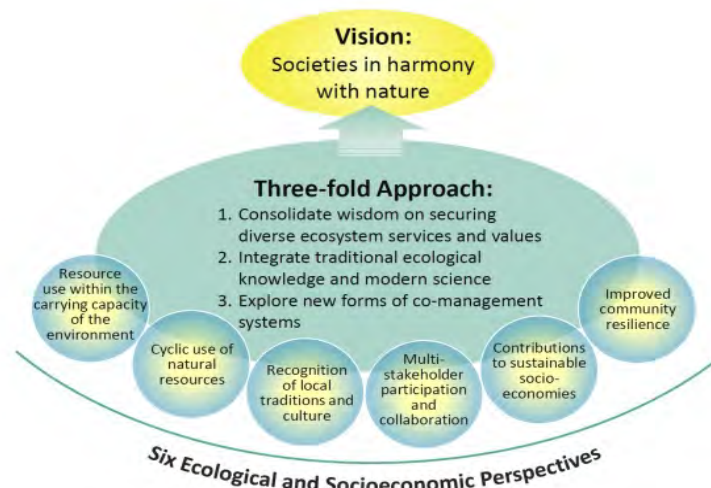 Vision:
Societies in harmony
with nature
Three-fold Approach:
1. Consolidate wisdom on securing
diverse ecosystem services and values
2. Integrate traditional ecological
knowledge and modern science
3. Explore new forms of co-management
systems
Resource
use within the
carrying capacity
of the
environment
Cyclic use of
natural
resources
Recognition
of local
traditions and
culture
Multi-
stakeholder
participation
and
collaboration
Contributions
to sustainable
socio-
economies
Improved
community
resilience
Six Ecological and Socioeconomic Perspectives